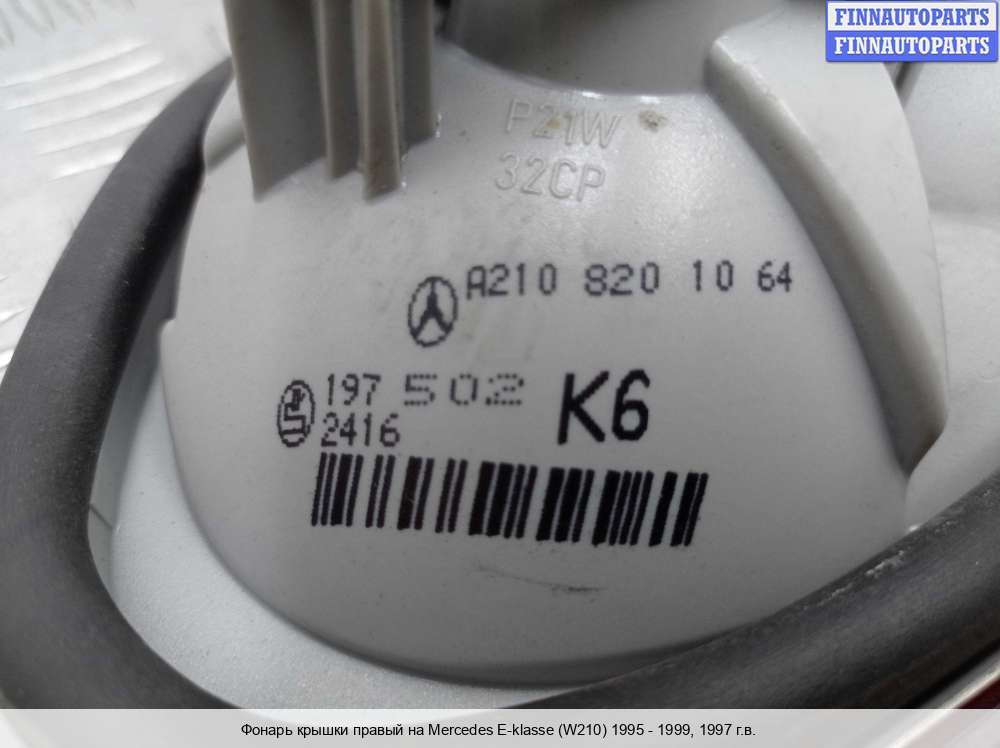 FINNAUTOPARTS
FINNAUTOPARTS
P21W
32CP
A210 820 10 64
197 502
2416
K6
Фонарь крышки правый на Mercedes E-klasse (W210) 1995 - 1999, 1997 г.в.